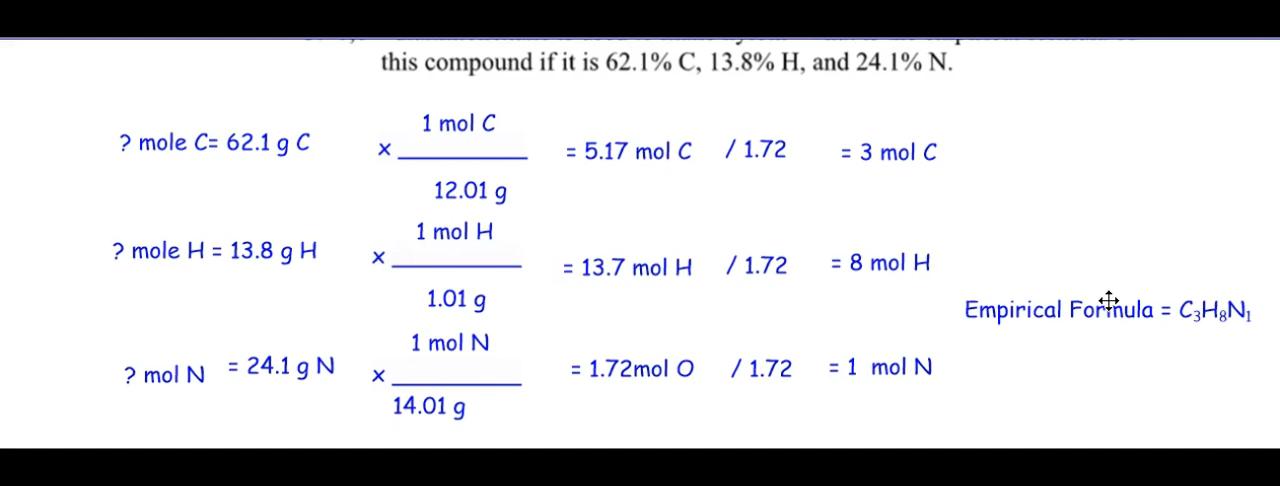 this compound if it is 62.1% C, 13.8% H, and 24.1% N.
1 mol C
? mole C= 62.1 g C × = 5.17 mol C / 1.72 = 3 mol C
12.01 g
1 mol H
? mole H = 13.8 g H × = 13.7 mol H / 1.72 = 8 mol H
1.01 g
Empirical Formula = C₃H₈N₁
1 mol N
? mol N = 24.1 g N × = 1.72mol O / 1.72 = 1 mol N
14.01 g